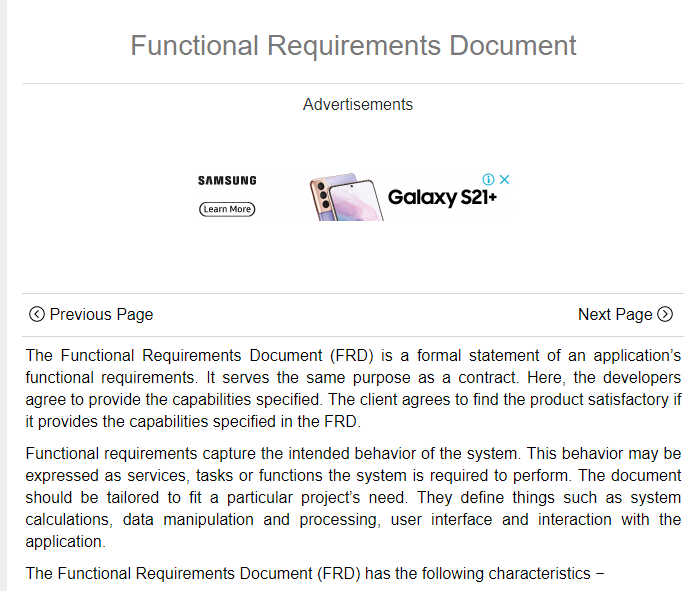 Functional Requirements Document
Advertisements
SAMSUNG
Learn More
Galaxy S21+
Previous Page
Next Page
The Functional Requirements Document (FRD) is a formal statement of an application's
functional requirements. It serves the same purpose as a contract. Here, the developers
agree to provide the capabilities specified. The client agrees to find the product satisfactory if
it provides the capabilities specified in the FRD.
Functional requirements capture the intended behavior of the system. This behavior may be
expressed as services, tasks or functions the system is required to perform. The document
should be tailored to fit a particular project's need. They define things such as system
calculations, data manipulation and processing, user interface and interaction with the
application.
The Functional Requirements Document (FRD) has the following characteristics −